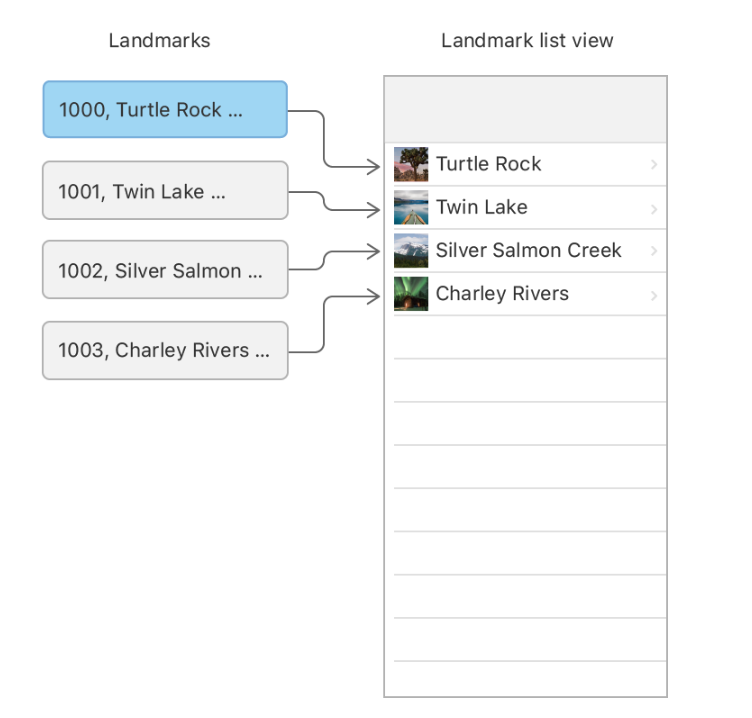 Landmarks
Landmark list view
1000, Turtle Rock ...
1001, Twin Lake ...
1002, Silver Salmon ...
1003, Charley Rivers ...
Turtle Rock
Twin Lake
Silver Salmon Creek
Charley Rivers